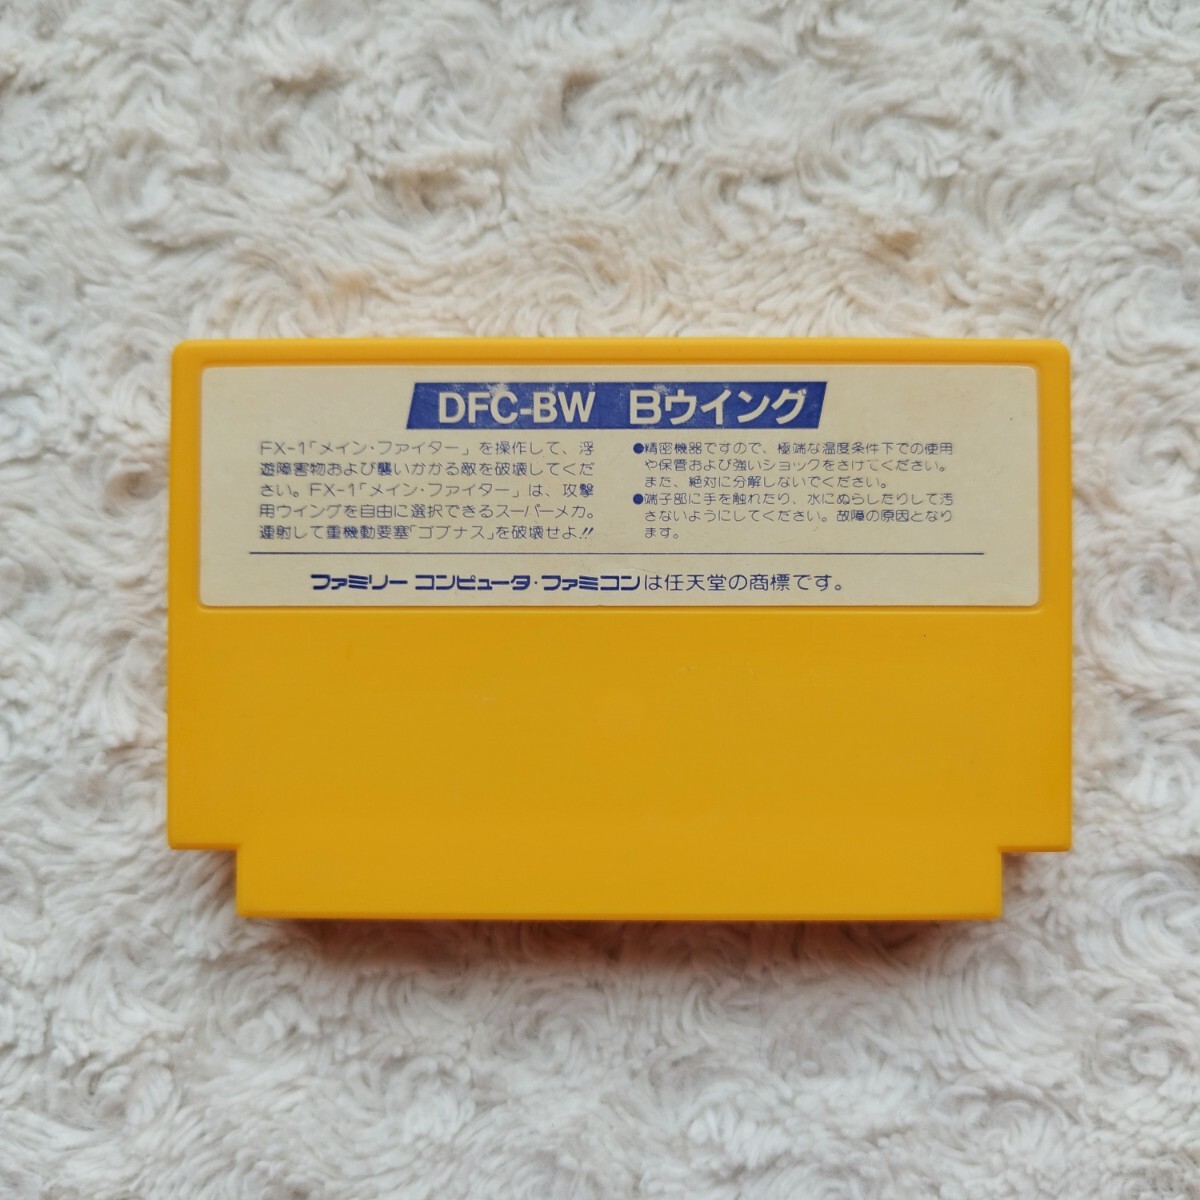 DFC-BW Bウイング
FX-1「メイン・ファイター」を操作して、浮
遊障害物および襲いかかる敵を破壊してくだ
さい。FX-1「メイン・ファイター」は、攻撃
用ウイングを自由に選択できるスーパーメカ。
連射して重機動要塞「ゴブナス」を破壊せよ.!!
●精密機器ですので、極端な温度条件下での使用
や保管および強いショックをさけてください。
また、絶対に分解しないでください。
●端子部に手を触れたり、水にぬらしたりして汚
さないようにしてください。故障の原因となり
ます。
ファミリー コンピュータ・ファミコンは任天堂の商標です。